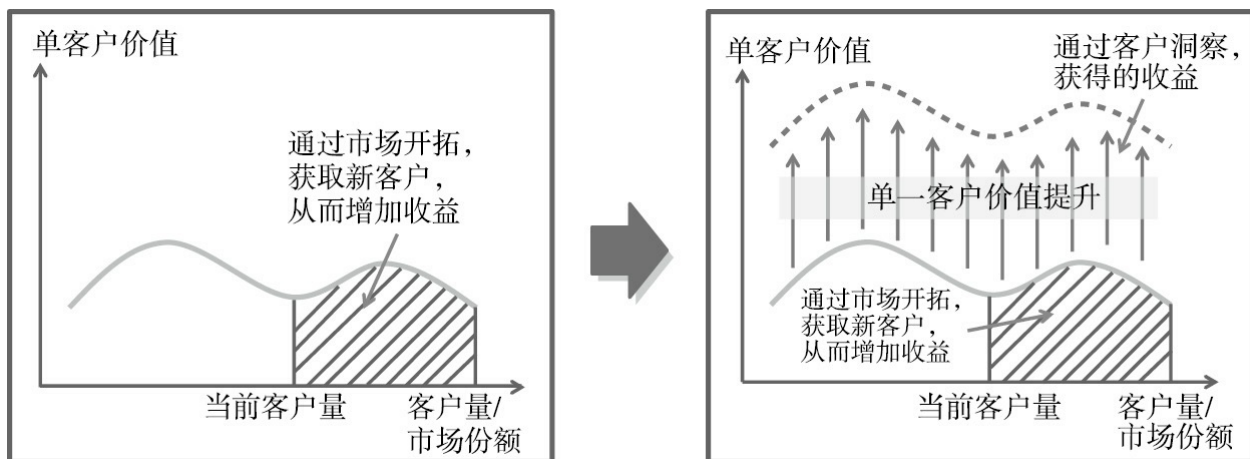 单客户价值
通过市场开拓，
获取新客户，
从而增加收益
当前客户量
客户量/
市场份额
单客户价值
通过客户洞察，
获得的收益
单一客户价值提升
通过市场开拓，
获取新客户，
从而增加收益
当前客户量
客户量/
市场份额